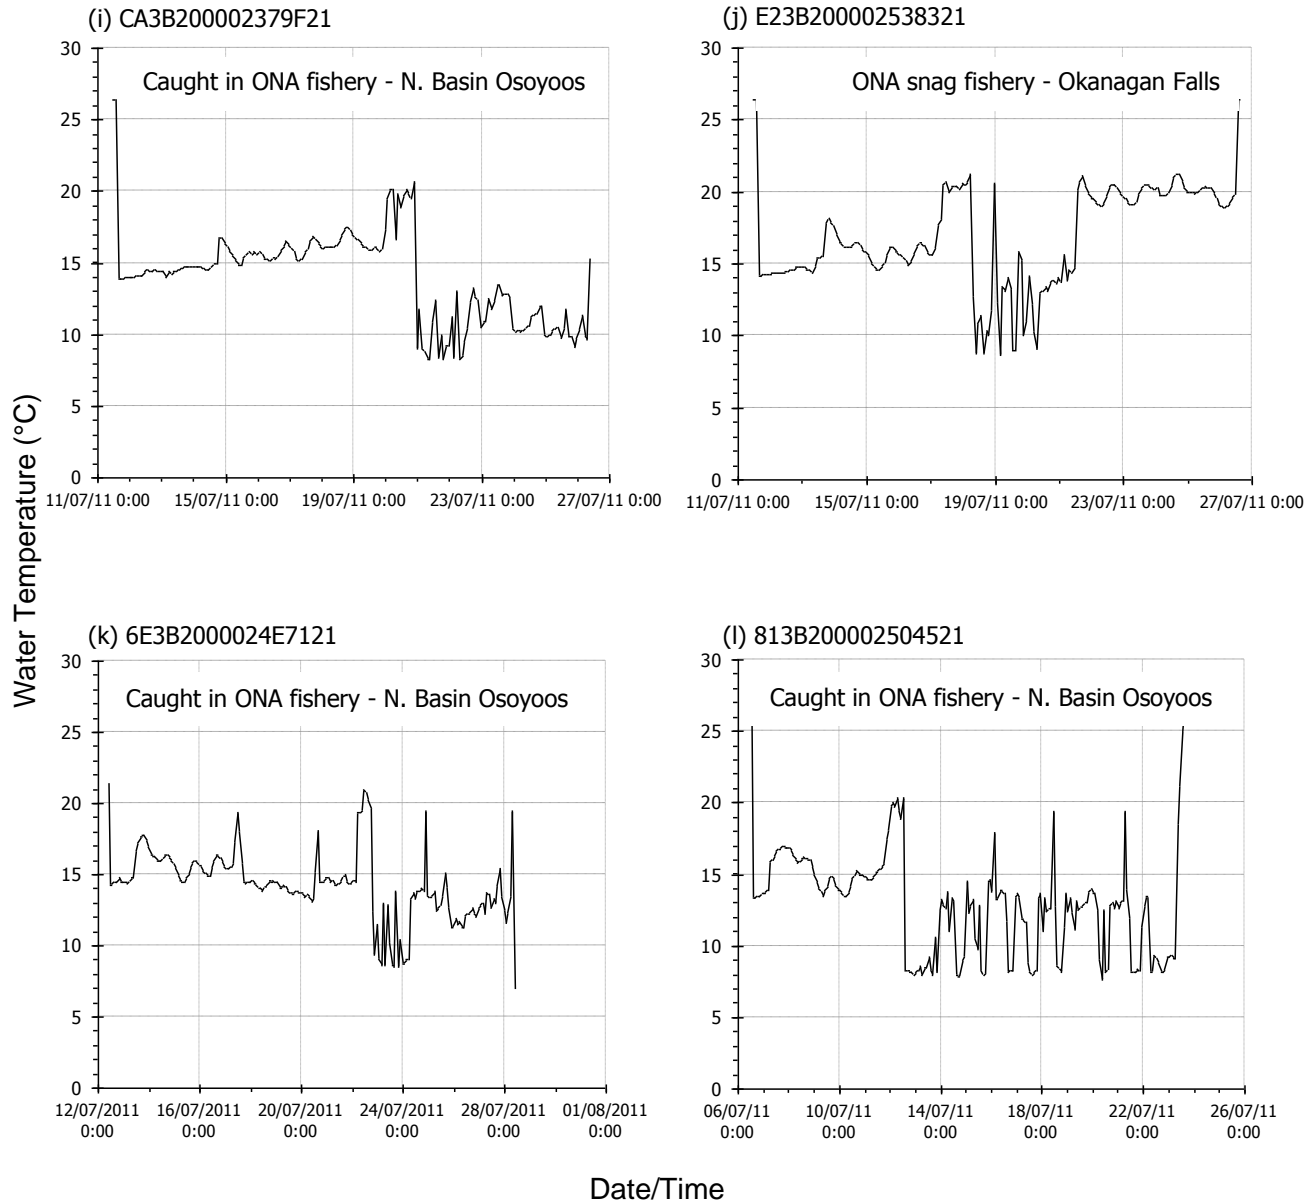 (i) CA3B200002379F21
Caught in ONA fishery - N. Basin Osoyoos
30
25
20
15
10
5
0
11/07/11 0:00 15/07/11 0:00 19/07/11 0:00 23/07/11 0:00 27/07/11 0:00
(j) E23B200002538321
ONA snag fishery - Okanagan Falls
30
25
20
15
10
5
0
11/07/11 0:00 15/07/11 0:00 19/07/11 0:00 23/07/11 0:00 27/07/11 0:00
Water Temperature (°C)
(k) 6E3B2000024E7121
Caught in ONA fishery - N. Basin Osoyoos
30
25
20
15
10
5
0
12/07/2011 16/07/2011 20/07/2011 24/07/2011 28/07/2011 01/08/2011
0:00 0:00 0:00 0:00 0:00 0:00
(l) 813B200002504521
Caught in ONA fishery - N. Basin Osoyoos
30
25
20
15
10
5
0
06/07/11 10/07/11 14/07/11 18/07/11 22/07/11 26/07/11
0:00 0:00 0:00 0:00 0:00 0:00
Date/Time